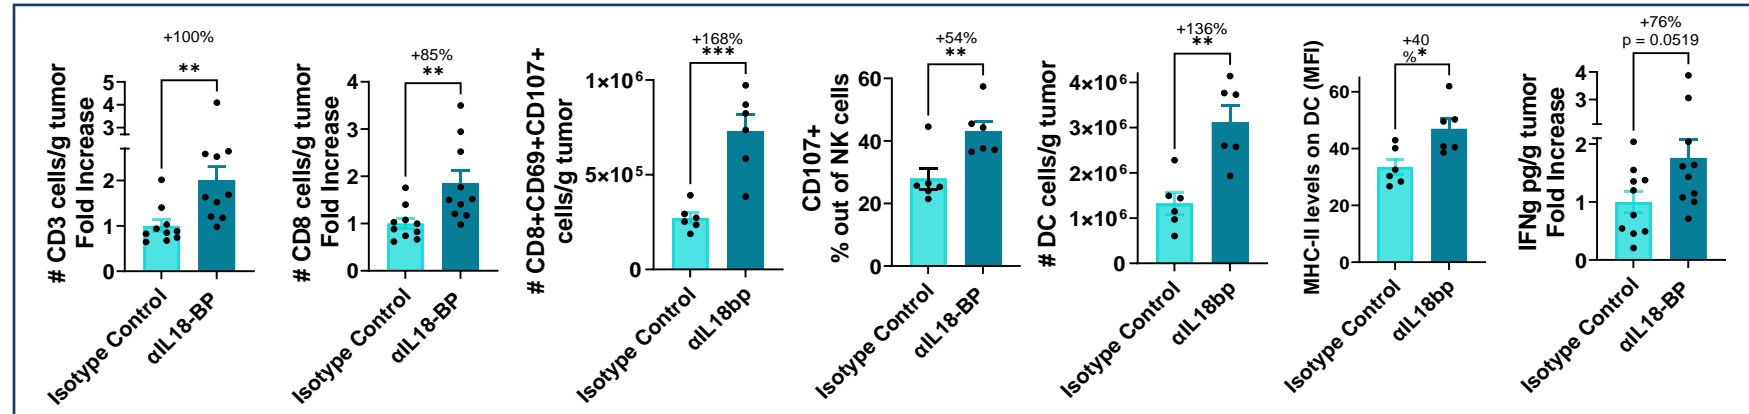 +100%
**
# CD3 cells/g tumor
Fold Increase
5
4
3
2
1
0
Isotype Control
αIL18-BP
+85%
**
# CD8 cells/g tumor
Fold Increase
4
3
2
1
0
Isotype Control
αIL18-BP
+168%
***
# CD8+CD69+CD107+
cells/g tumor
1×10⁶
5×10⁵
0
Isotype Control
αIL18bp
+54%
**
CD107+
% out of NK cells
60
40
20
0
Isotype Control
αIL18-BP
+136%
**
# DC cells/g tumor
4×10⁶
3×10⁶
2×10⁶
1×10⁶
0
Isotype Control
αIL18bp
+40
%*
MHC-II levels on DC (MFI)
60
40
20
0
Isotype Control
αIL18bp
+76%
p = 0.0519
IFNg pg/g tumor
Fold Increase
4
3
2
1
0
Isotype Control
αIL18-BP